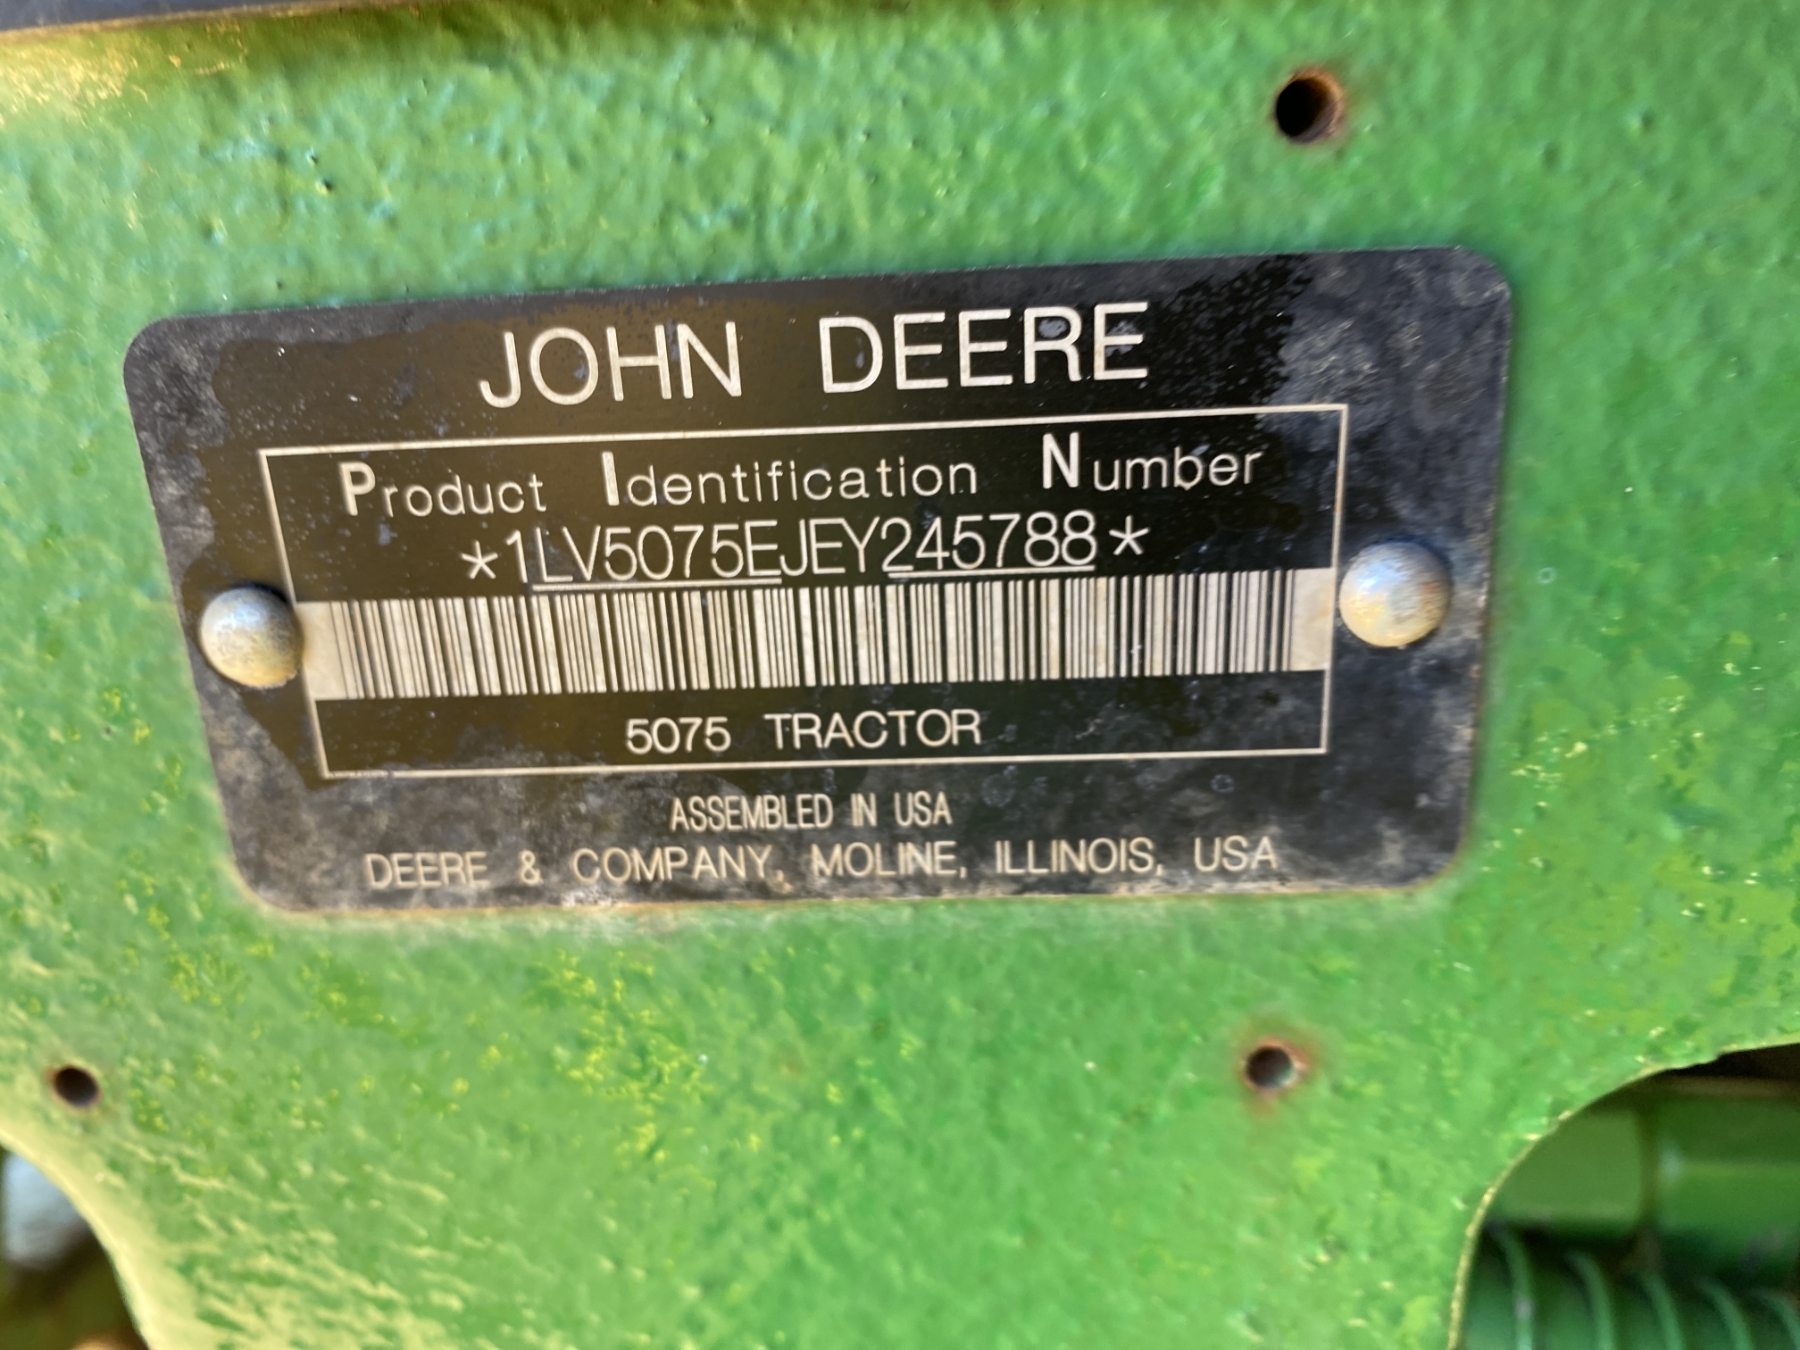 JOHN DEERE
Product Identification Number
*1LV5075EJEY245788*
5075 TRACTOR
ASSEMBLED IN USA
DEERE & COMPANY, MOLINE, ILLINOIS, USA